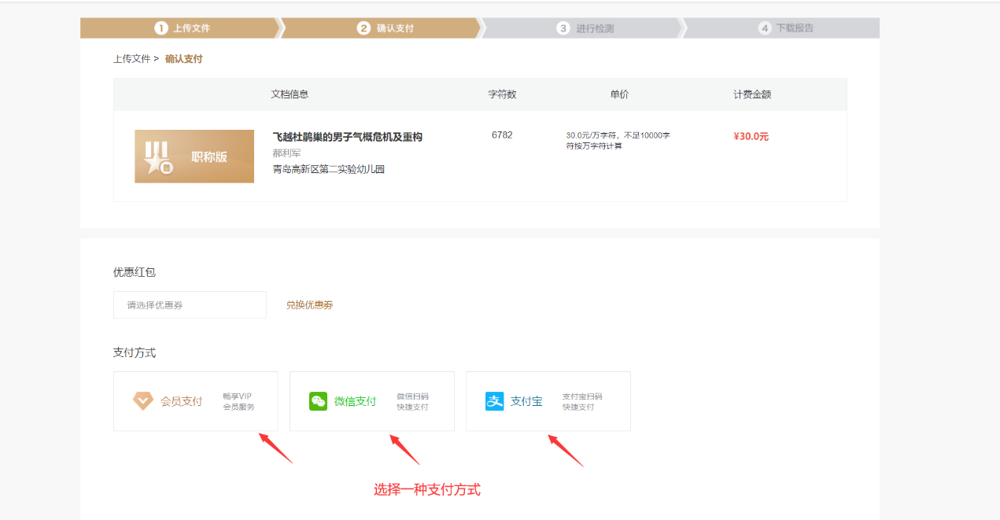 1 上传文件
2 确认支付
3 进行检测
4 下载报告
上传文件 > 确认支付
文档信息 字符数 单价 计费金额
职称版
飞越杜鹃巢的男子气概危机及重构
郝利军
青岛高新区第二实验幼儿园
6782
30.0元/万字符，不足10000字
符按万字符计算
¥30.0元
优惠红包
请选择优惠券 兑换优惠劵
支付方式
会员支付
畅享VIP
会员服务
微信支付
微信扫码
快捷支付
支
支付宝
支付宝扫码
快捷支付
选择一种支付方式